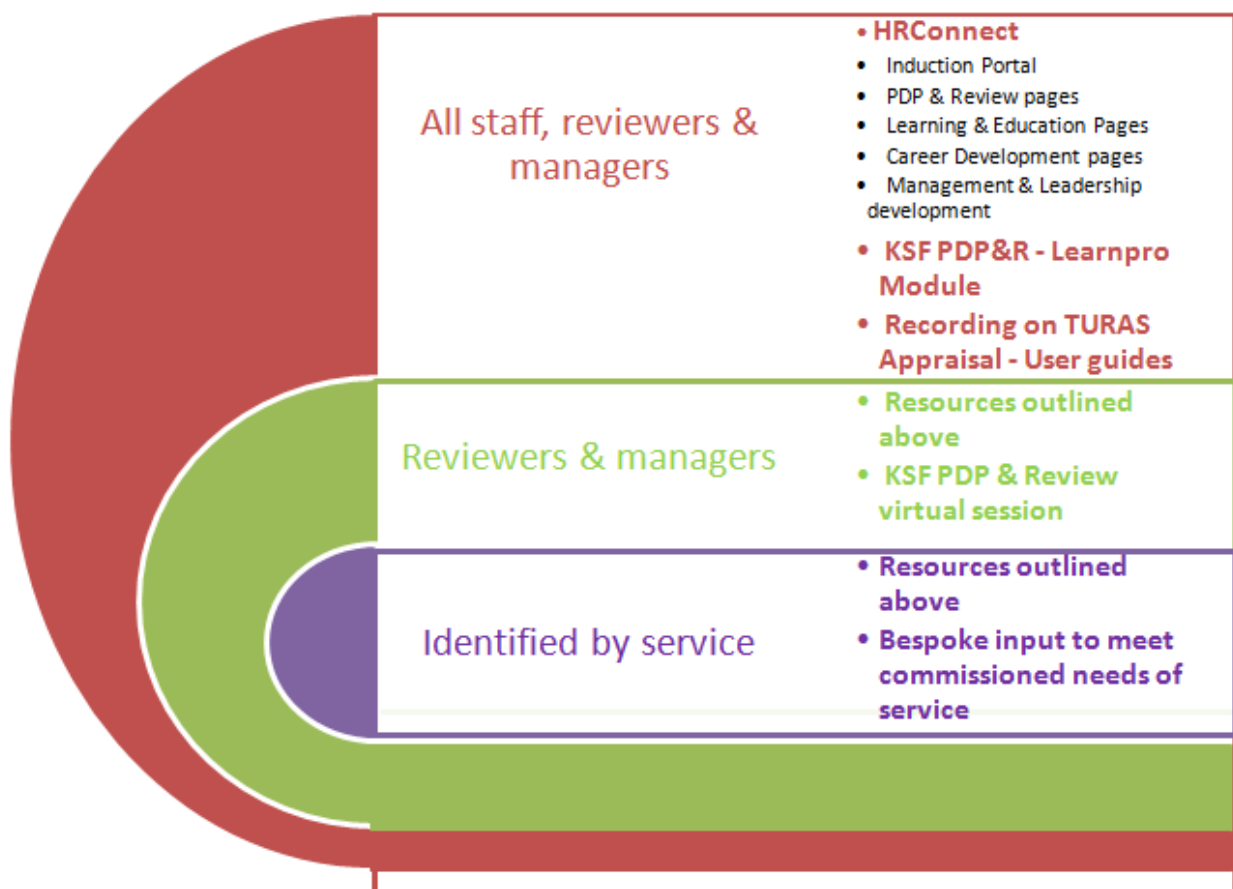 All staff, reviewers &
managers
• HRConnect
• Induction Portal
• PDP & Review pages
• Learning & Education Pages
• Career Development pages
• Management & Leadership
development
• KSF PDP&R - Learnpro
Module
• Recording on TURAS
Appraisal - User guides
Reviewers & managers
• Resources outlined
above
• KSF PDP & Review
virtual session
Identified by service
• Resources outlined
above
• Bespoke input to meet
commissioned needs of
service